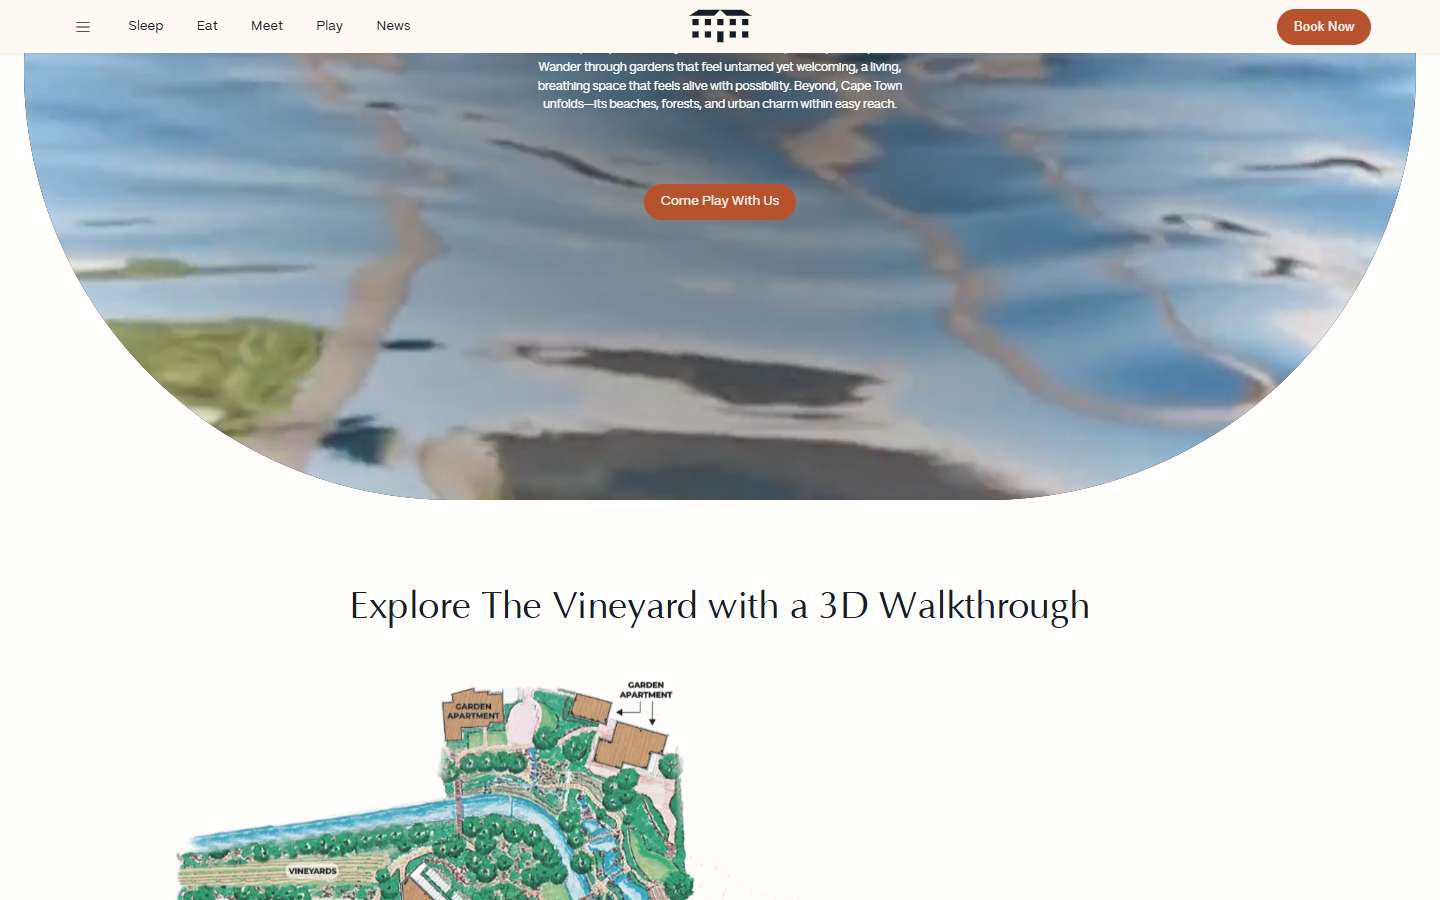 Sleep
Eat
Meet
Play
News
Book Now
Wander through gardens that feel untamed yet welcoming, a living,
breathing space that feels alive with possibility. Beyond, Cape Town
unfolds—its beaches, forests, and urban charm within easy reach.
Come Play With Us
Explore The Vineyard with a 3D Walkthrough
GARDEN
APARTMENT
GARDEN
APARTMENT
VINEYARDS